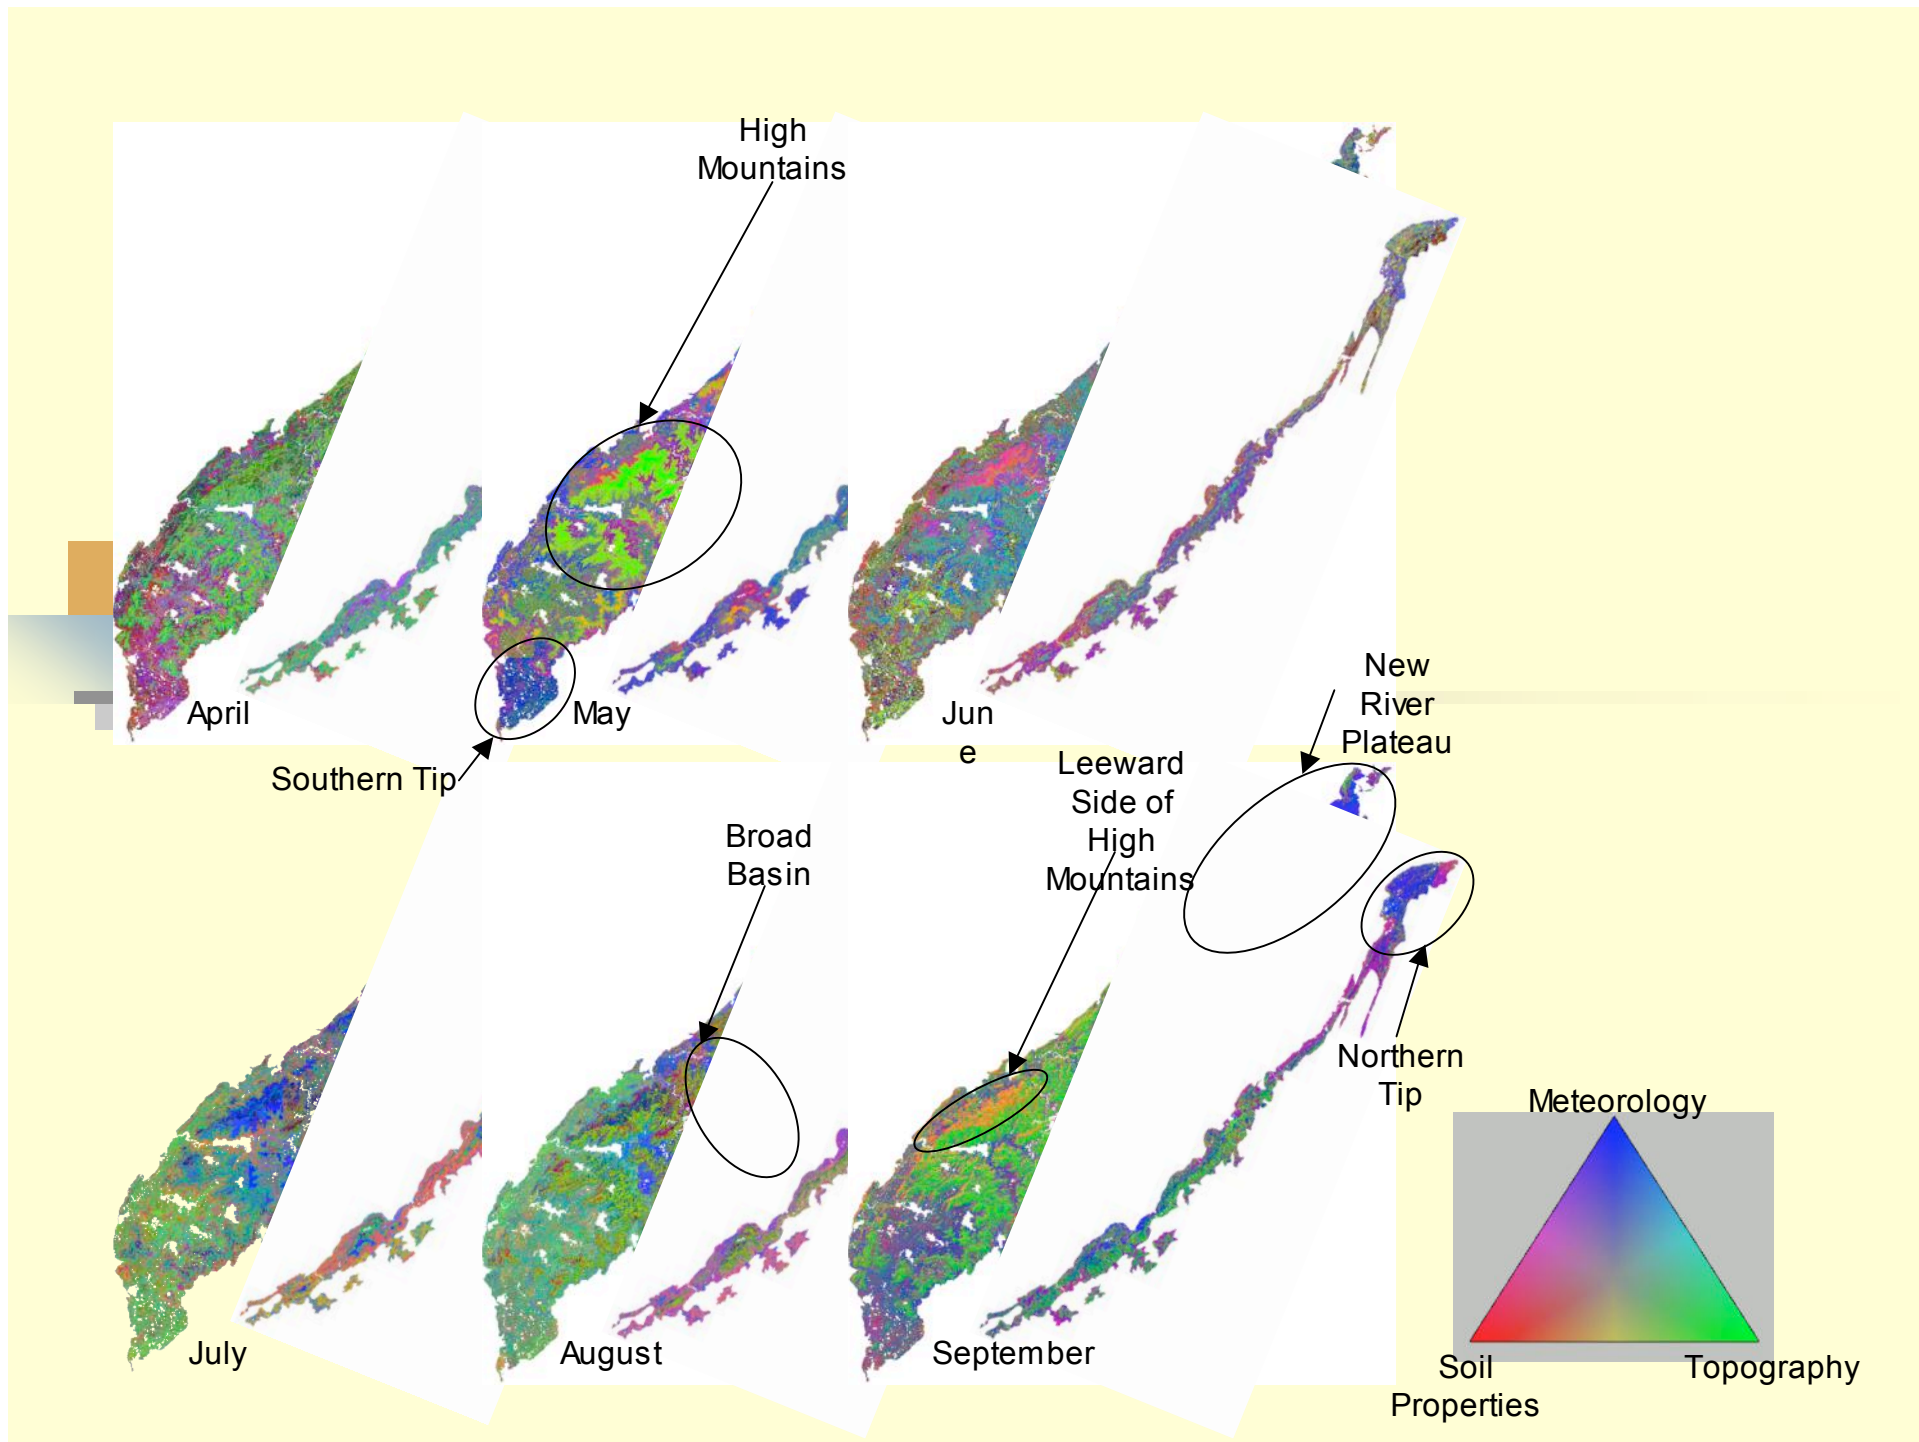 High
Mountains
April
May
Jun
e
Southern Tip
New
River
Plateau
Leeward
Side of
High
Mountains
Broad
Basin
Northern
Tip
July
August
September
Meteorology
Soil
Properties
Topography